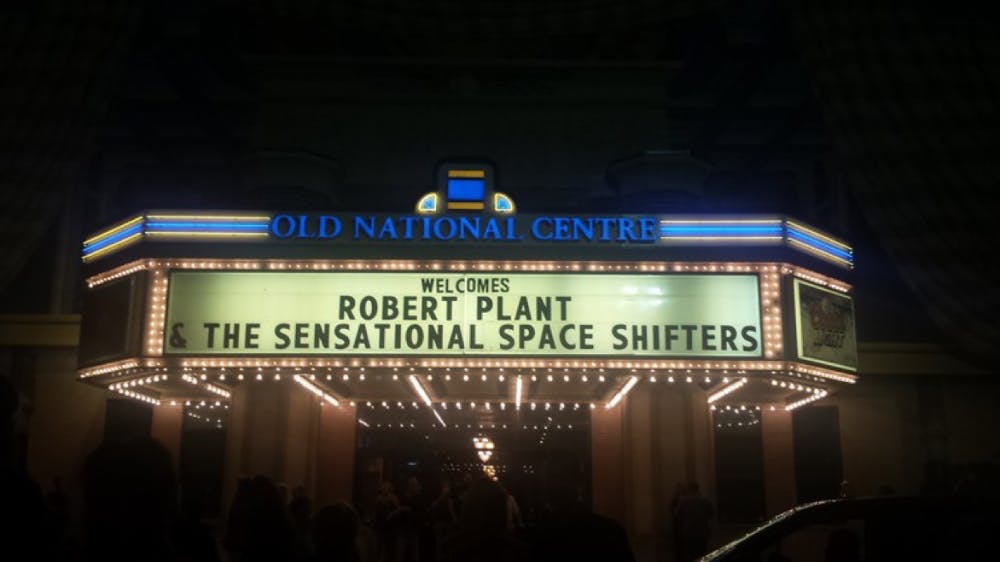 OLD NATIONAL CENTRE
WELCOMES
ROBERT PLANT
& THE SENSATIONAL SPACE SHIFTERS